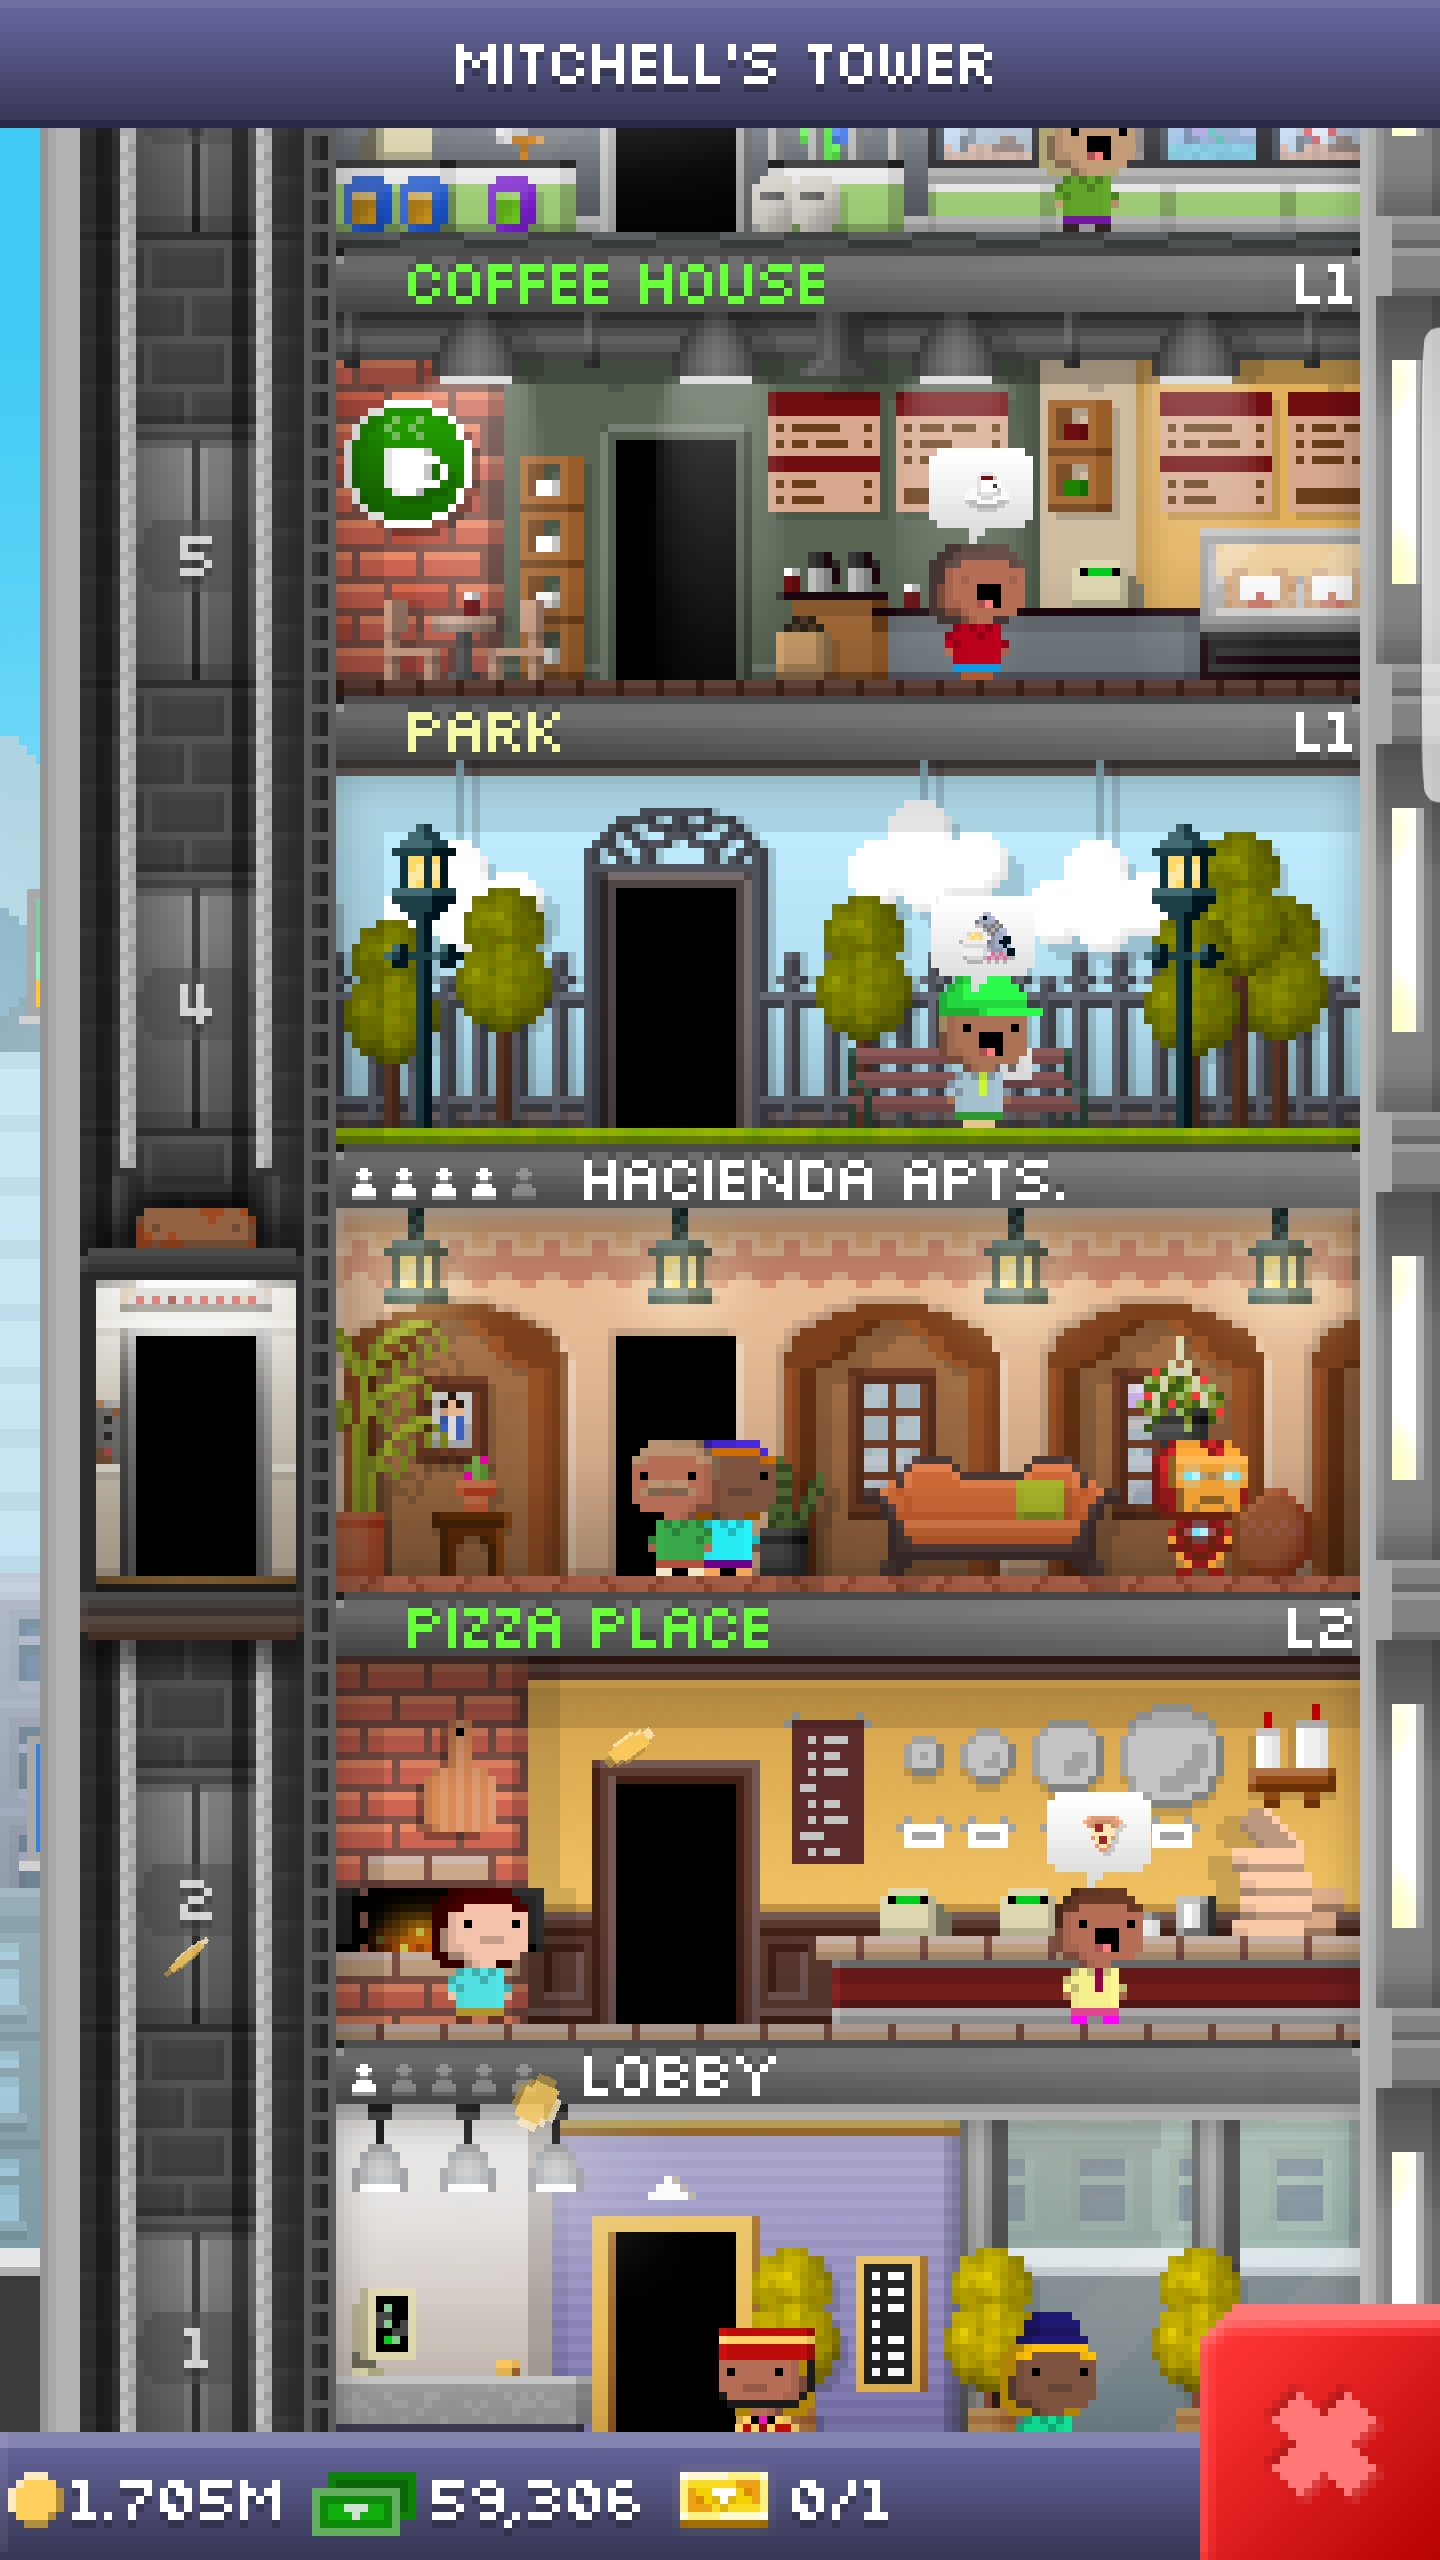 MITCHELL'S TOWER
COFFEE HOUSE L1
5
PARK L1
4
HACIENDA APTS.
PIZZA PLACE L2
2
LOBBY
1
1.705M 59,306 0/1